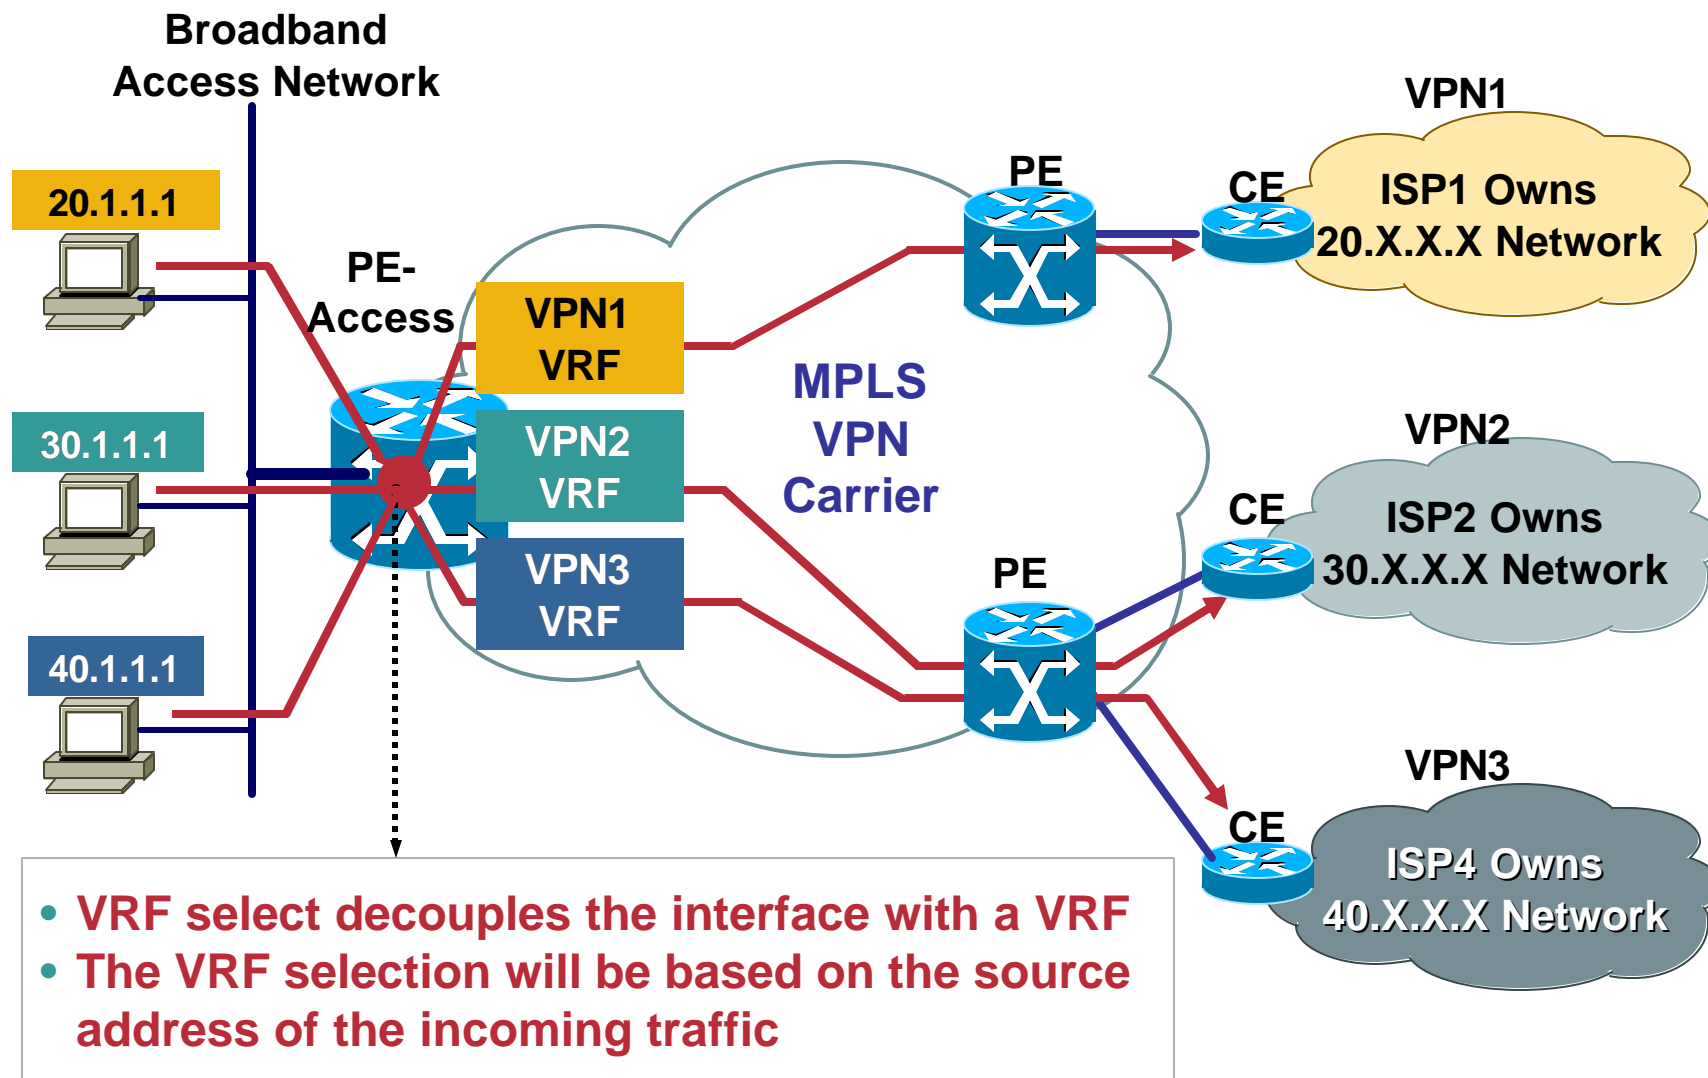 Broadband
Access Network
VPN1
PE
CE
ISP1 Owns
20.X.X.X Network
20.1.1.1
PE-
Access
VPN1
VRF
MPLS
VPN
Carrier
30.1.1.1
VPN2
VRF
VPN2
CE
ISP2 Owns
30.X.X.X Network
VPN3
VRF
PE
40.1.1.1
VPN3
CE
ISP4 Owns
40.X.X.X Network
• VRF select decouples the interface with a VRF
• The VRF selection will be based on the source
address of the incoming traffic